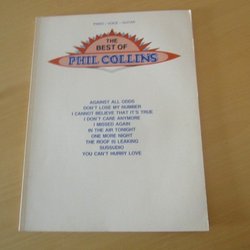 PIANO · VOICE · GUITAR
THE
BEST OF
PHIL COLLINS
AGAINST ALL ODDS
DON'T LOSE MY NUMBER
I CANNOT BELIEVE THAT IT'S TRUE
I DON'T CARE ANYMORE
I MISSED AGAIN
IN THE AIR TONIGHT
ONE MORE NIGHT
THE ROOF IS LEAKING
SUSSUDIO
YOU CAN'T HURRY LOVE